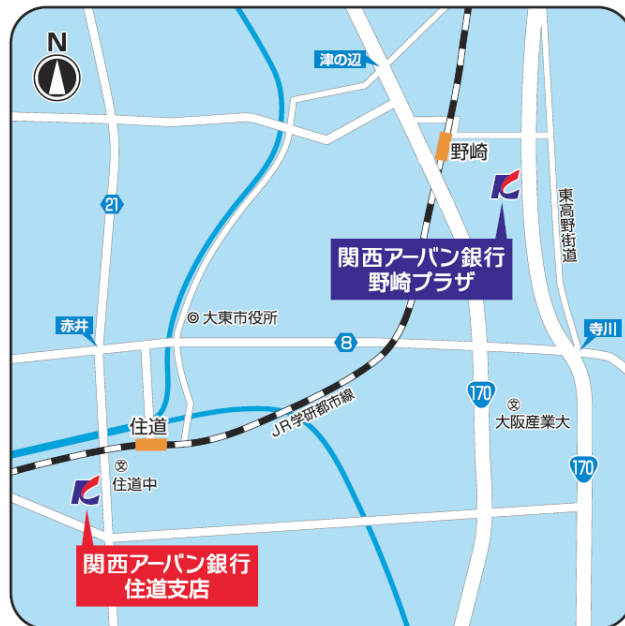 N
津の辺
野崎
21
東高野街道
関西アーバン銀行
野崎プラザ
大東市役所
赤井
8
寺川
JR学研都市線
170
文
大阪産業大
住道
170
文
住道中
関西アーバン銀行
住道支店